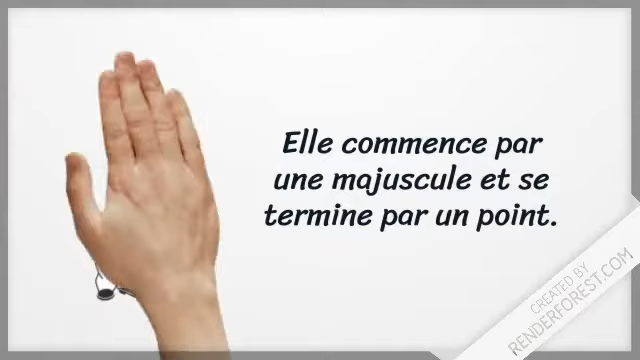 Elle commence par
une majuscule et se
termine par un point.
CREATED BY
RENDERFOREST.COM